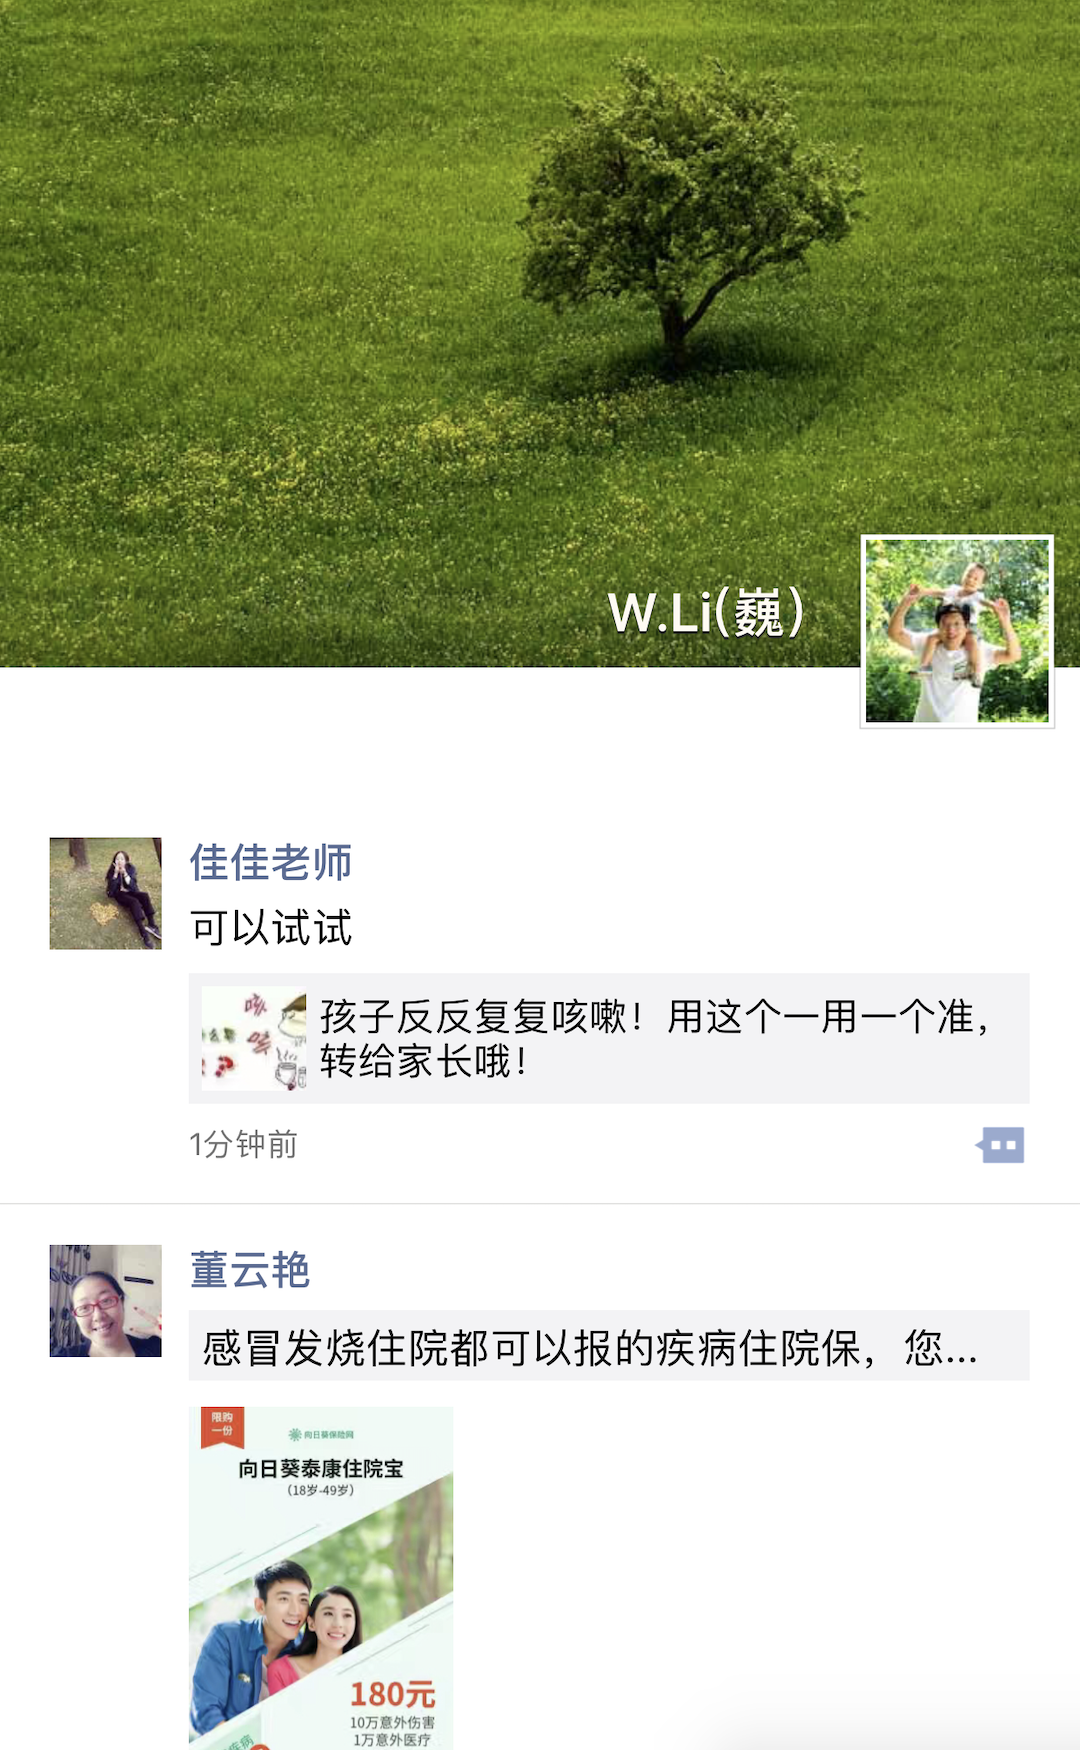 W.Li(巍)
佳佳老师
可以试试
孩子反反复复咳嗽！用这个一用一个准，
转给家长哦！
1分钟前
董云艳
感冒发烧住院都可以报的疾病住院保，您...
限购
一份
向日葵保险网
向日葵泰康住院宝
（18岁-49岁）
180元
10万意外伤害
1万意外医疗
疾病